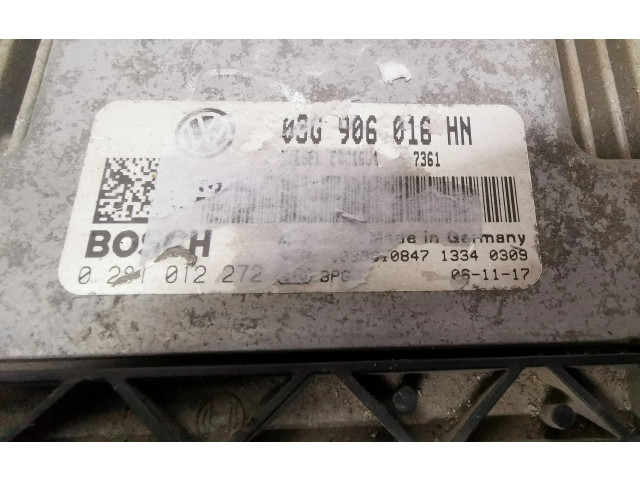 03G 906 016 HN
7361
BOSCH
Made in Germany
0847 1334 0309
0 281 012 272 3PG 06-11-17